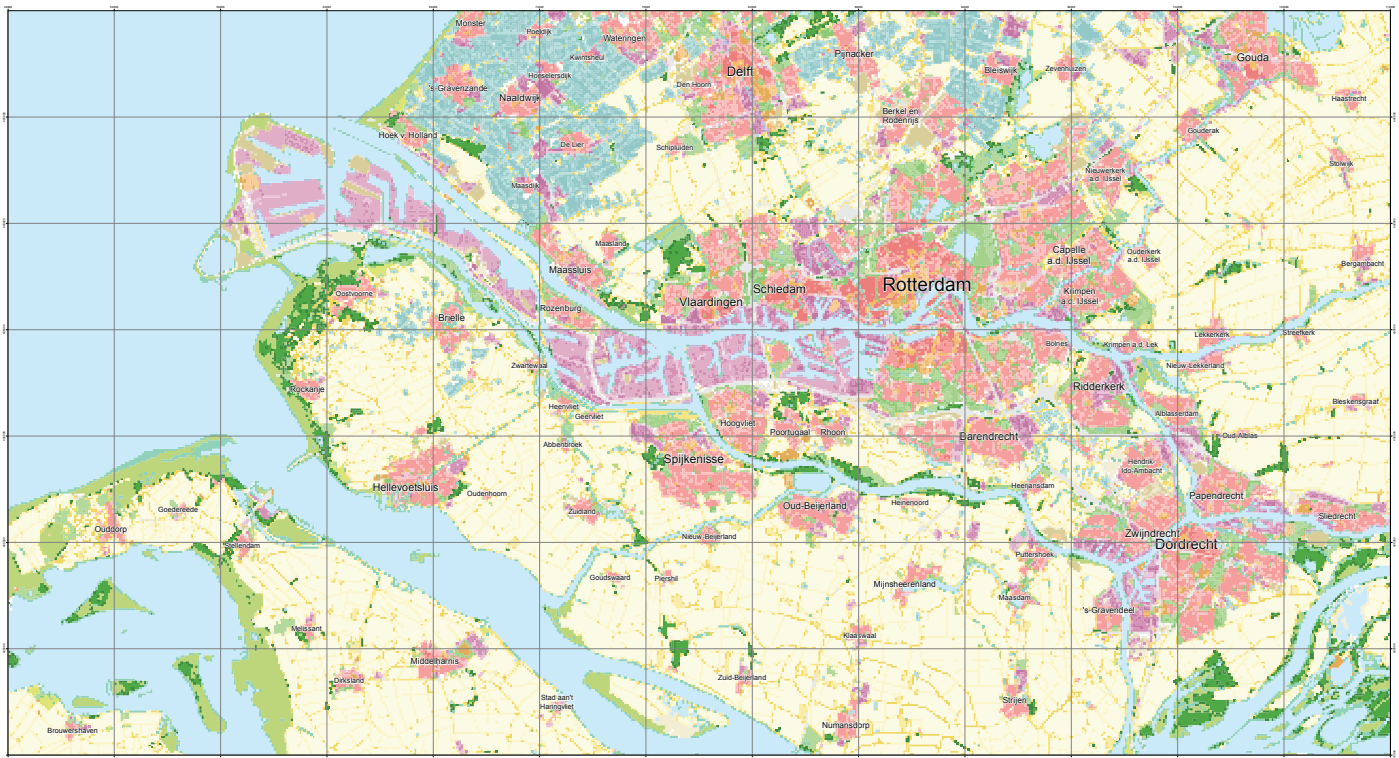 Monster
Poeldijk
Wateringen
Kwintsheul
Pijnacker
Gouda
Delft
Den Hoorn
Bleiswijk
Zevenhuizen
Honselersdijk
's-Gravenzande
Naaldwijk
Haastrecht
Berkel en
Rodenrijs
Gouderak
Hoek v. Holland
De Lier
Schipluiden
Stolwijk
Nieuwerkerk
a.d. IJssel
Maasdijk
Maasland
Capelle
a.d. IJssel
Ouderkerk
a.d. IJssel
Bergambacht
Maassluis
Rotterdam
Schiedam
Oostvoorne
Krimpen
a.d. IJssel
Vlaardingen
Rozenburg
Brielle
Lekkerkerk
Streefkerk
Bolnes
Krimpen a.d. Lek
Zwartewaal
Nieuw-Lekkerland
Rockanje
Ridderkerk
Bleskensgraaf
Heenvliet
Geervliet
Alblasserdam
Hoogvliet
Poortugaal
Rhoon
Barendrecht
Oud-Alblas
Abbenbroek
Spijkenisse
Hendrik-
Ido-Ambacht
Hellevoetsluis
Oudenhoorn
Heerjansdam
Papendrecht
Heinenoord
Oud-Beijerland
Goedereede
Zuidland
Sliedrecht
Ouddorp
Nieuw-Beijerland
Zwijndrecht
Dordrecht
Stellendam
Puttershoek
Goudswaard
Piershil
Mijnsheerenland
Maasdam
's-Gravendeel
Melissant
Klaaswaal
Middelharnis
Dirksland
Zuid-Beijerland
Stad aan't
Haringvliet
Strijen
Numansdorp
Brouwershaven